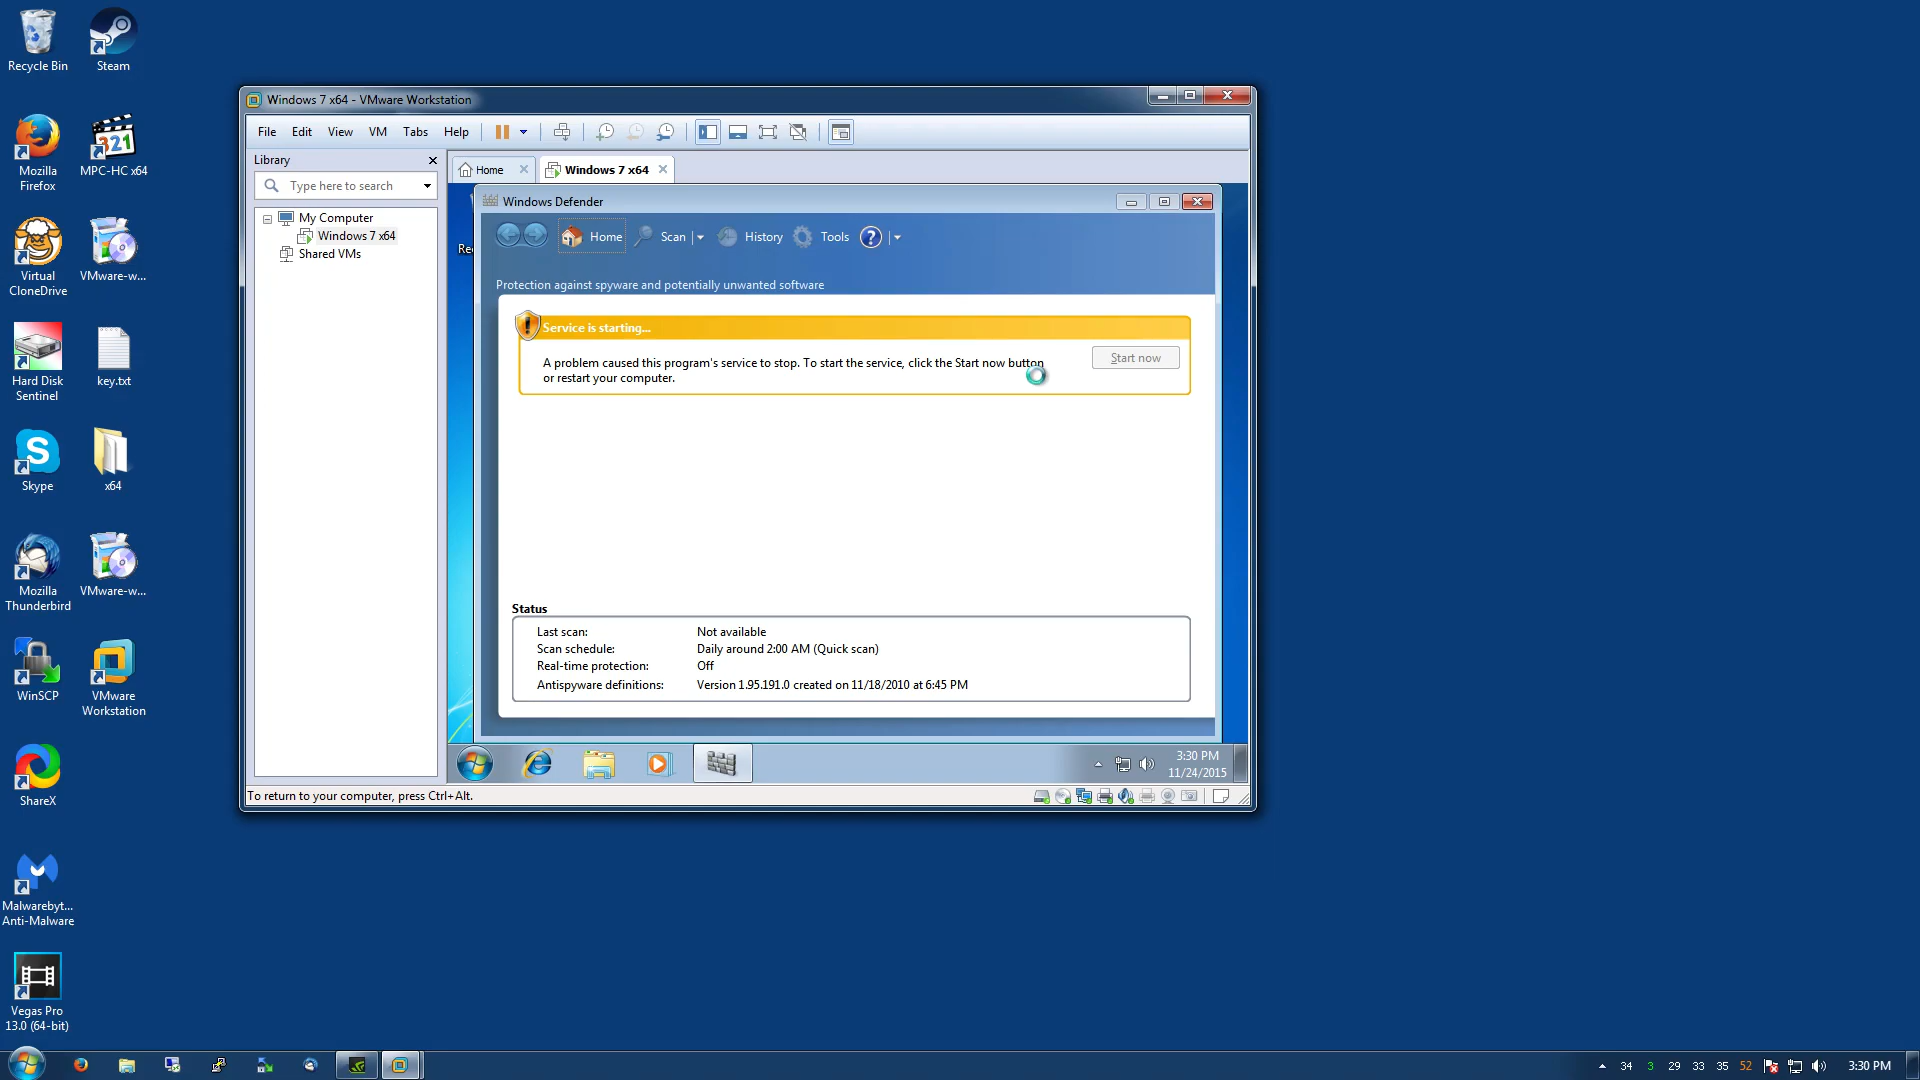 Recycle Bin
Steam
Mozilla
Firefox
MPC-HC x64
321
Virtual
CloneDrive
VMware-w...
Hard Disk
Sentinel
key.txt
Skype
x64
Mozilla
Thunderbird
VMware-w...
WinSCP
VMware
Workstation
ShareX
Malwarebyt...
Anti-Malware
Vegas Pro
13.0 (64-bit)
Windows 7 x64 - VMware Workstation
File Edit View VM Tabs Help
Library
Type here to search
My Computer
Windows 7 x64
Shared VMs
Home
Windows 7 x64
Windows Defender
Home Scan History Tools
Protection against spyware and potentially unwanted software
Service is starting...
A problem caused this program's service to stop. To start the service, click the Start now button
or restart your computer.
Start now
Status
Last scan: Not available
Scan schedule: Daily around 2:00 AM (Quick scan)
Real-time protection: Off
Antispyware definitions: Version 1.95.191.0 created on 11/18/2010 at 6:45 PM
3:30 PM
11/24/2015
To return to your computer, press Ctrl+Alt.
34 3 29 33 35 52 3:30 PM